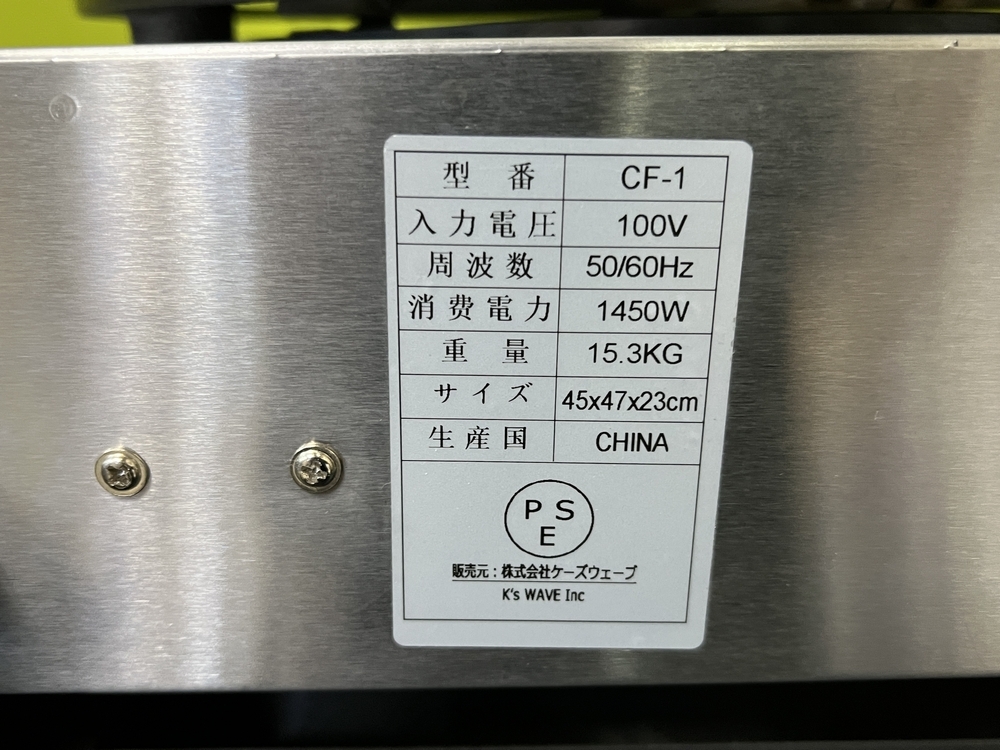 型番 CF-1
入力電圧 100V
周波数 50/60Hz
消費電力 1450W
重量 15.3KG
サイズ 45x47x23cm
生産国 CHINA
P S
E
販売元：株式会社ケーズウェーブ
K's WAVE Inc